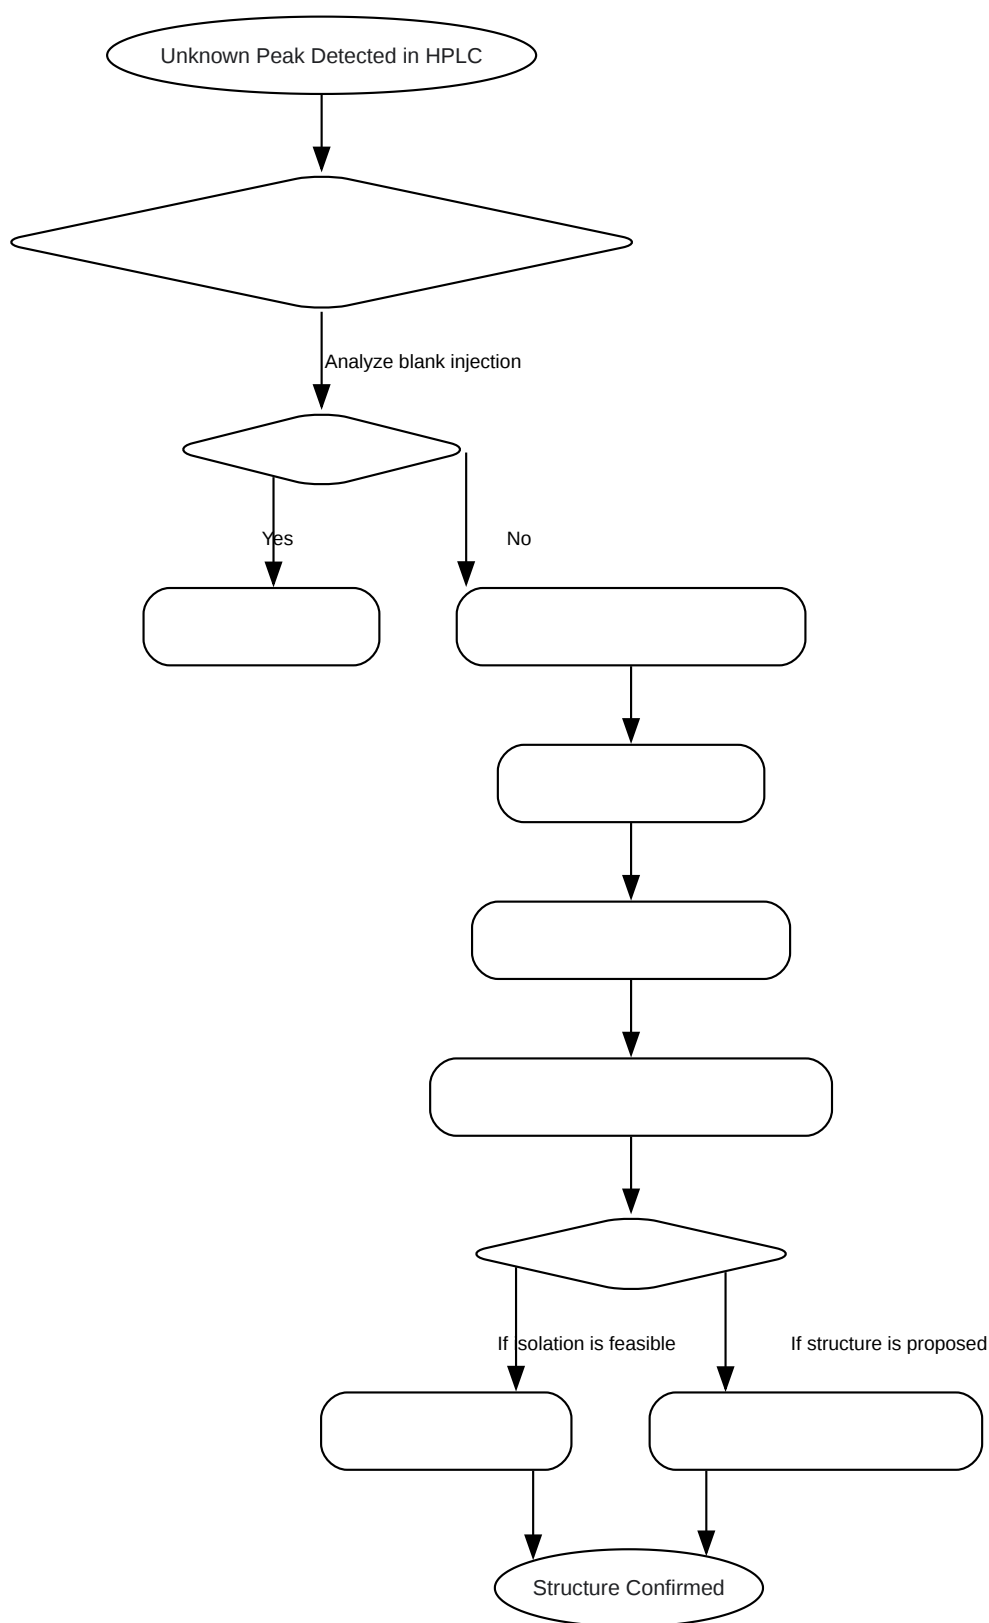 Unknown Peak Detected in HPLC
Analyze blank injection
Yes
No
If isolation is feasible
If structure is proposed
Structure Confirmed